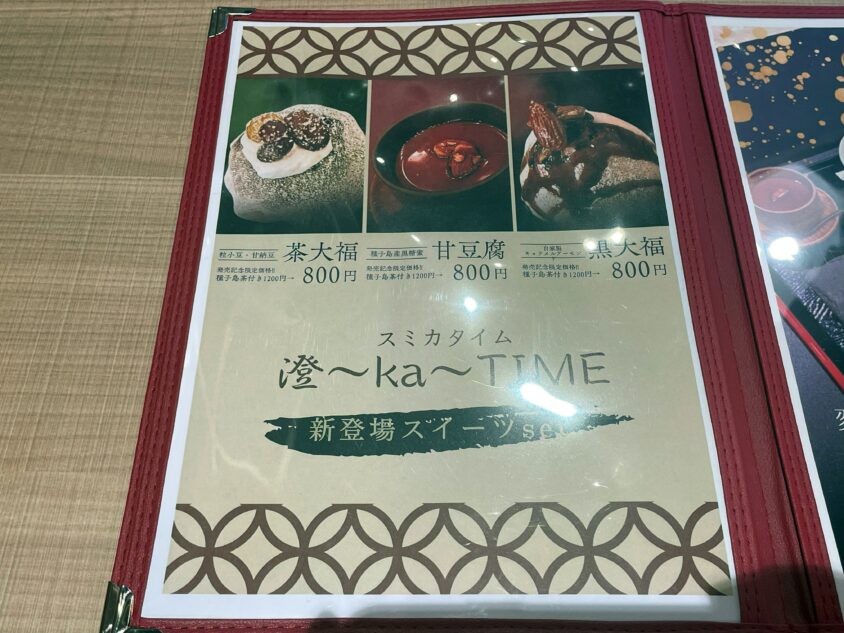 粒小豆・甘納豆 茶大福
発売記念限定価格!!
種子島茶付き1200円→ 800円
種子島産黒糖蜜 甘豆腐
発売記念限定価格!!
種子島茶付き1200円→ 800円
自家製
キャラメルアーモンド 黒大福
発売記念限定価格!!
種子島茶付き1200円→ 800円
スミカタイム
澄〜ka〜TIME
新登場スイーツset